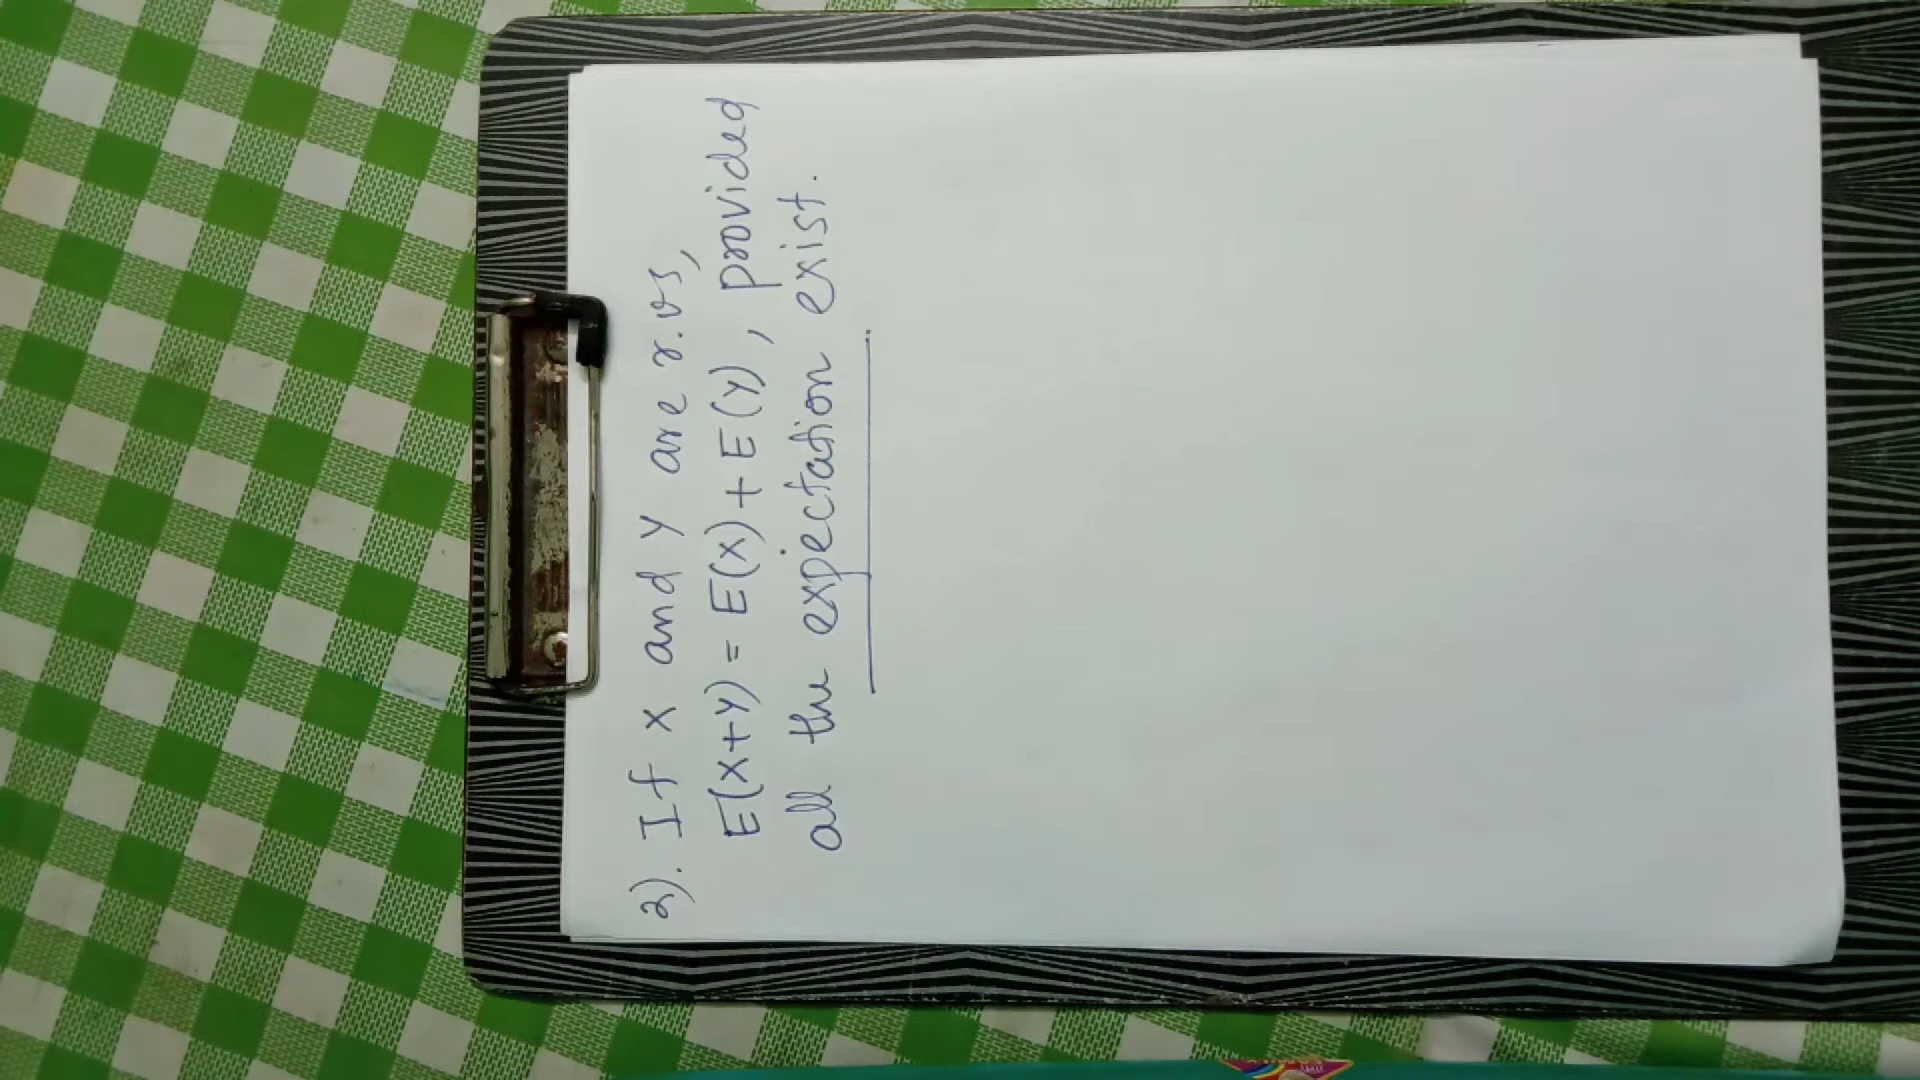 2). If x and y are r.vs,
E(x+y) = E(x) + E(y), provided
all the expectation exist.